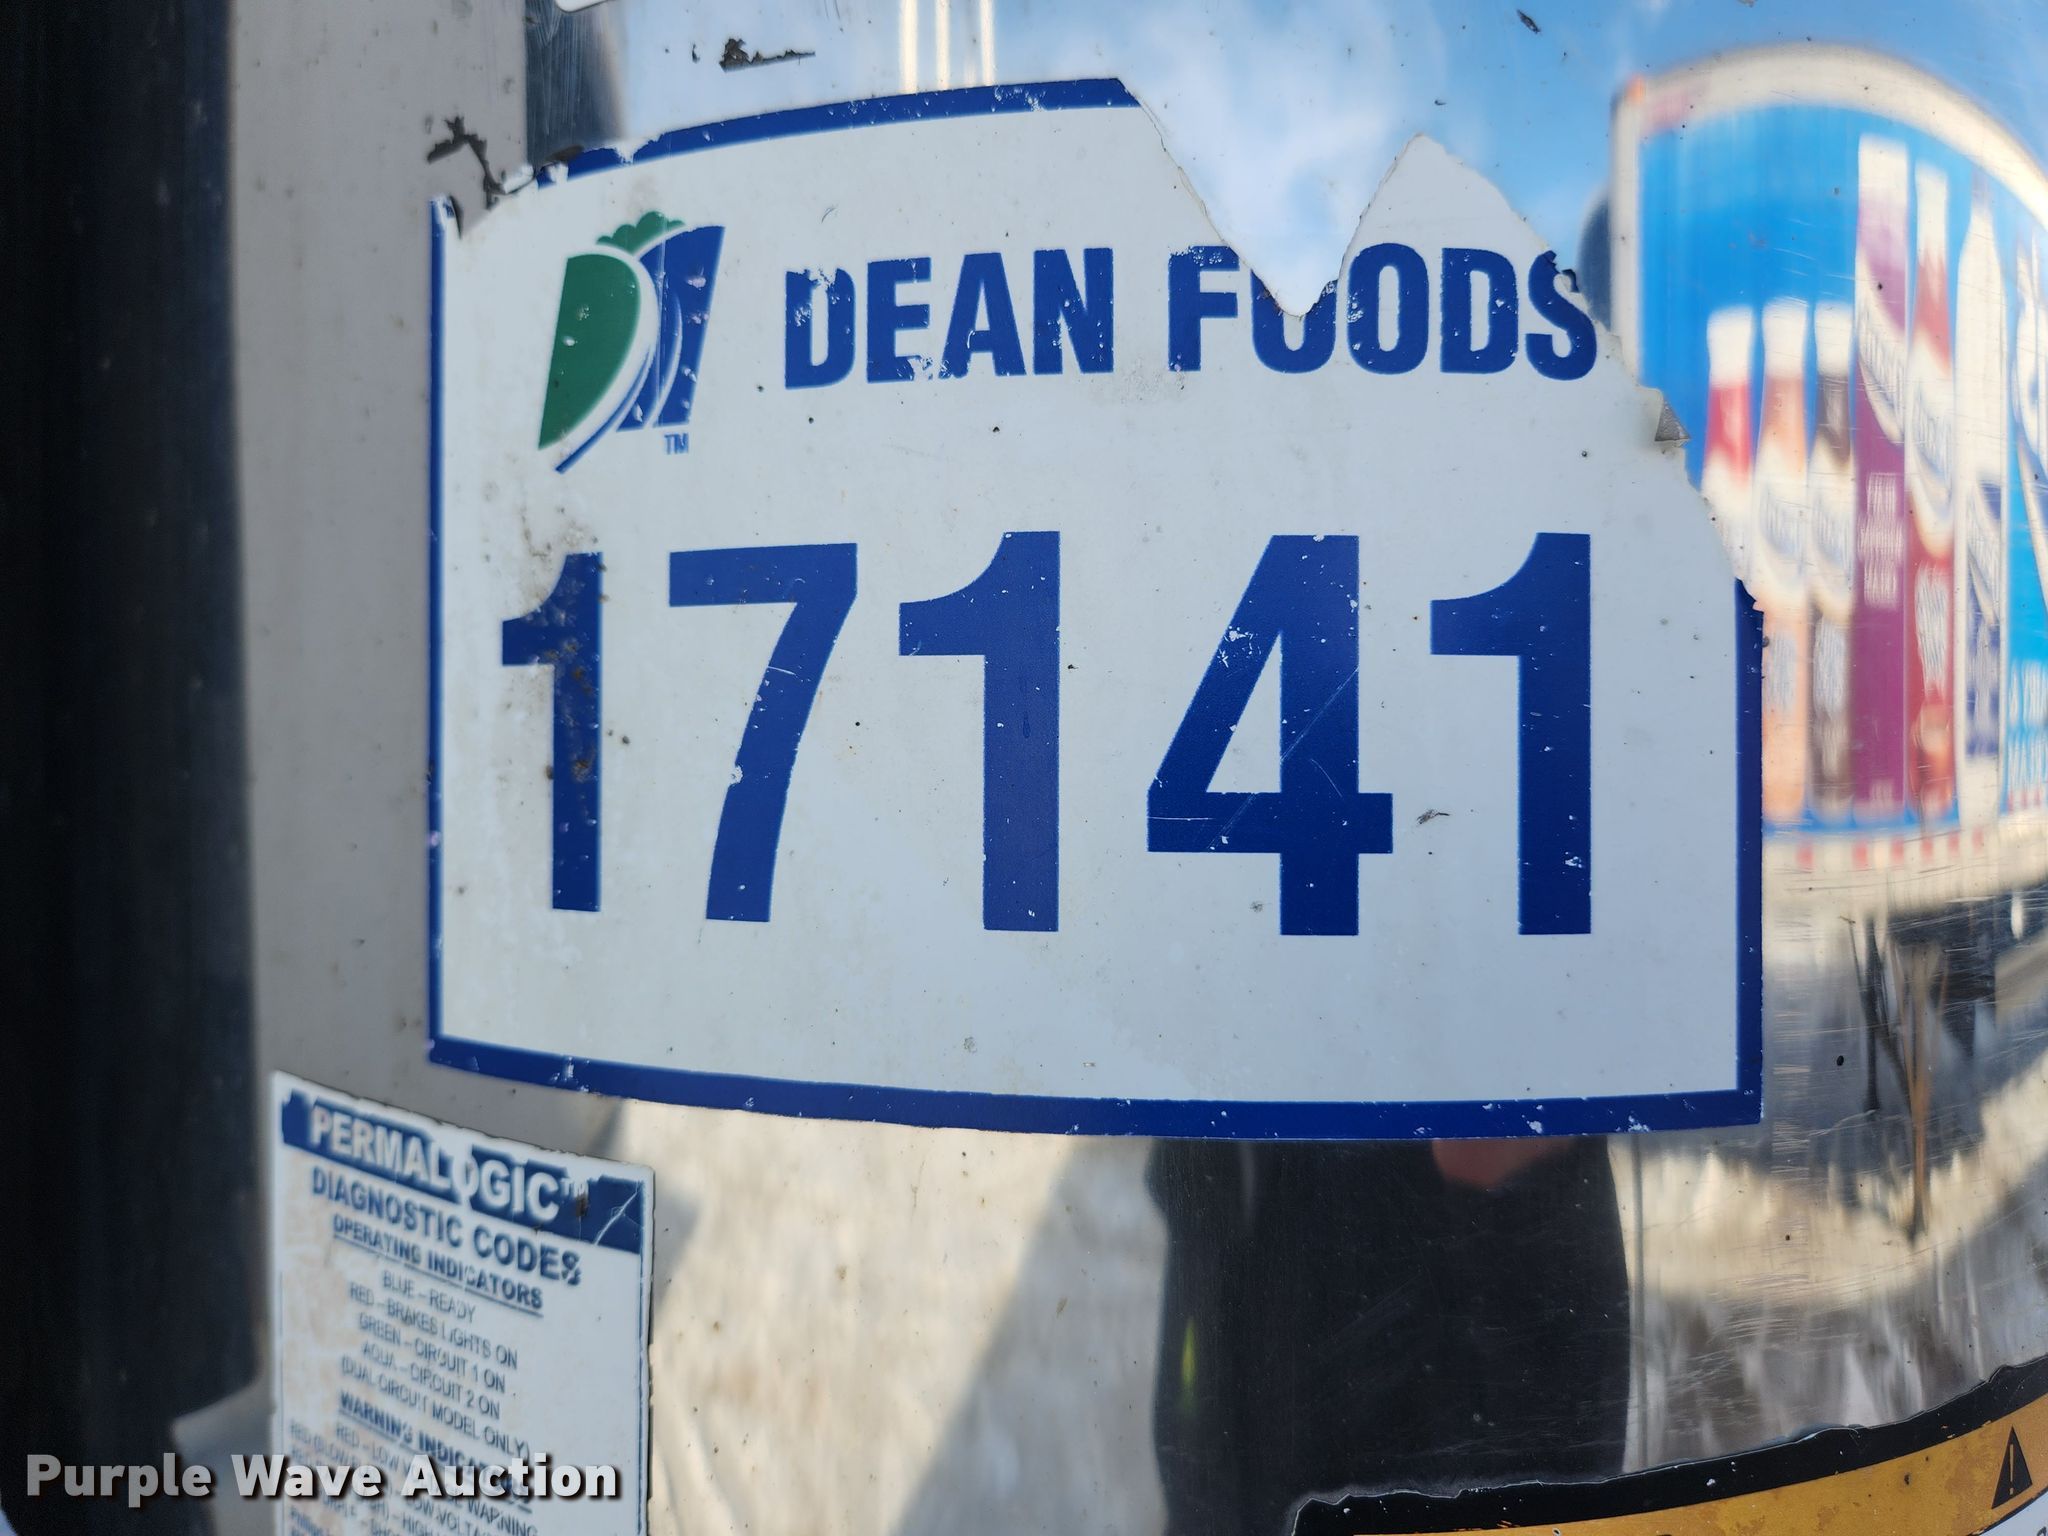 DEAN FOODS
TM
17141
PERMALOGIC™
DIAGNOSTIC CODES
OPERATING INDICATORS
BLUE – READY
RED – BRAKES LIGHTS ON
GREEN – CIRCUIT 1 ON
AQUA – CIRCUIT 2 ON
(DUAL CIRCUIT MODEL ONLY)
WARNING INDICATORS
Purple Wave Auction